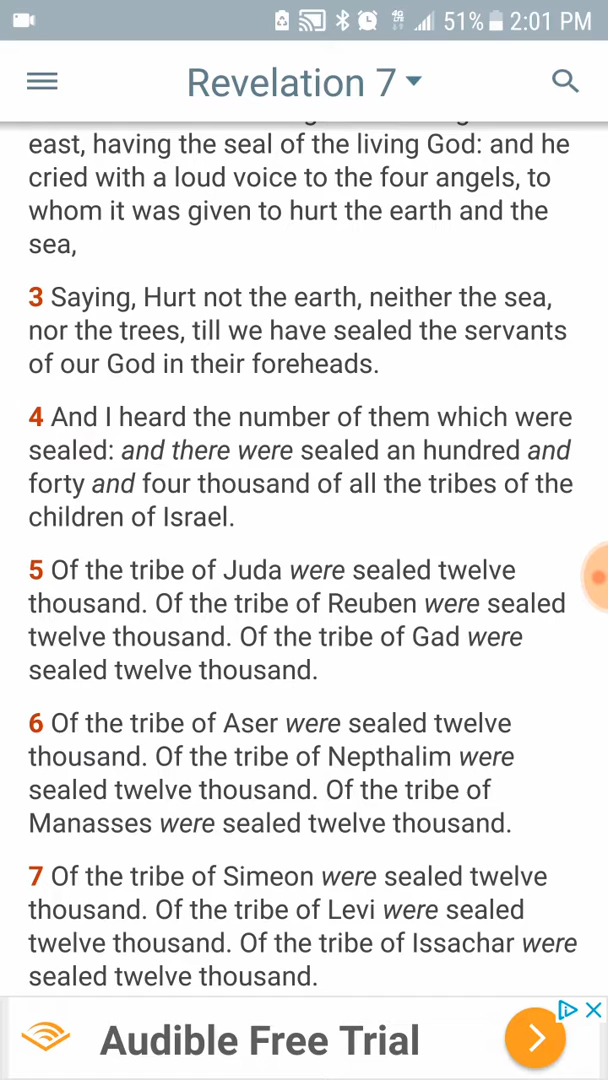 51% 2:01 PM
Revelation 7
east, having the seal of the living God: and he
cried with a loud voice to the four angels, to
whom it was given to hurt the earth and the
sea,
3 Saying, Hurt not the earth, neither the sea,
nor the trees, till we have sealed the servants
of our God in their foreheads.
4 And I heard the number of them which were
sealed: and there were sealed an hundred and
forty and four thousand of all the tribes of the
children of Israel.
5 Of the tribe of Juda were sealed twelve
thousand. Of the tribe of Reuben were sealed
twelve thousand. Of the tribe of Gad were
sealed twelve thousand.
6 Of the tribe of Aser were sealed twelve
thousand. Of the tribe of Nepthalim were
sealed twelve thousand. Of the tribe of
Manasses were sealed twelve thousand.
7 Of the tribe of Simeon were sealed twelve
thousand. Of the tribe of Levi were sealed
twelve thousand. Of the tribe of Issachar were
sealed twelve thousand.
Audible Free Trial